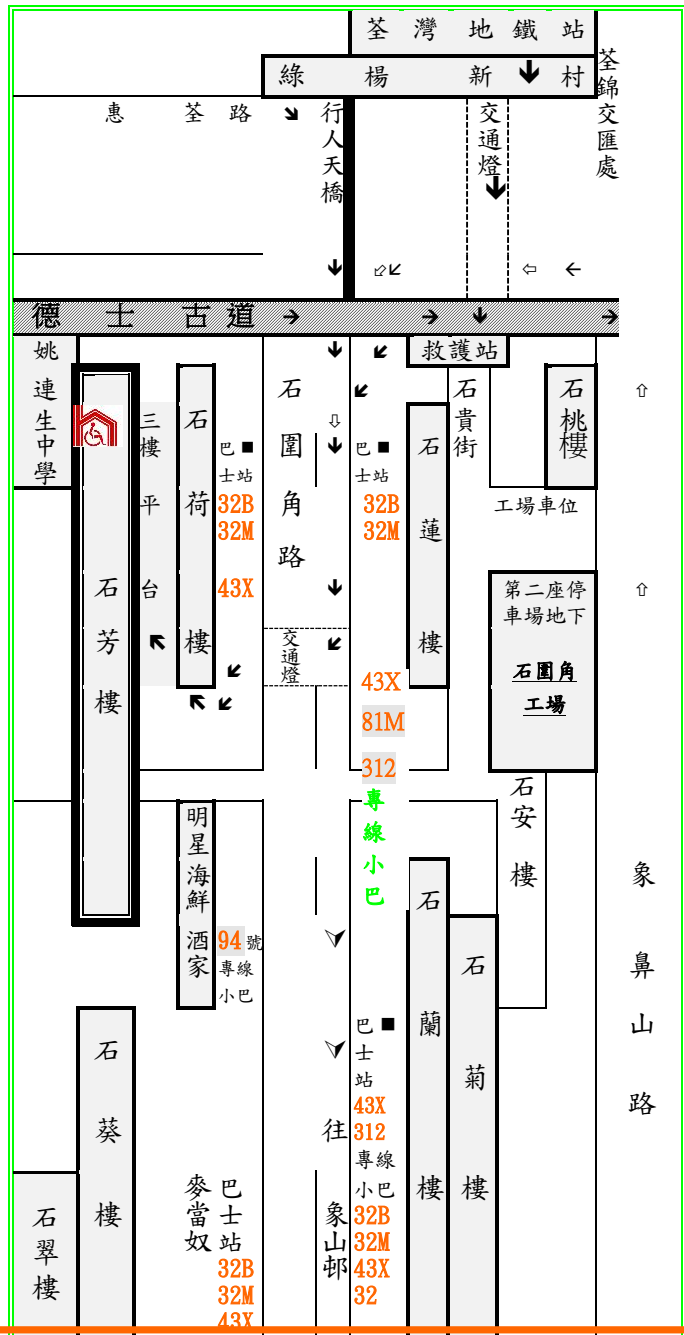 荃灣地鐵站
綠楊新村
荃錦交匯處
惠荃路
行人天橋
交通燈
德士古道
姚連生中學
救護站
石芳樓
三樓平台
石荷樓
巴士站
32B
32M
43X
石圍角路
交通燈
巴士站
32B
32M
43X
81M
312
專線小巴
石蓮樓
石貴街
石桃樓
工場車位
第二座停
車場地下
石圍角
工場
石安樓
象鼻山路
明星海鮮酒家
94號
專線
小巴
石蘭樓
石菊樓
巴士站
43X
312
專線
小巴
32B
32M
43X
32
往象山邨
石葵樓
石翠樓
麥當奴
巴士站
32B
32M
43X